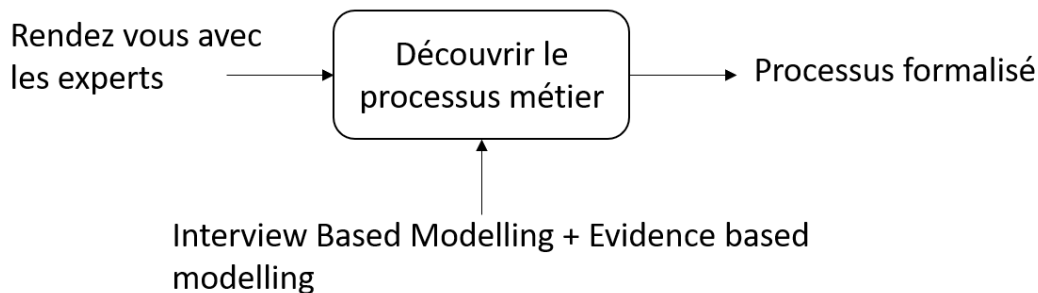 Rendez vous avec
les experts
Découvrir le
processus métier
Processus formalisé
Interview Based Modelling + Evidence based
modelling